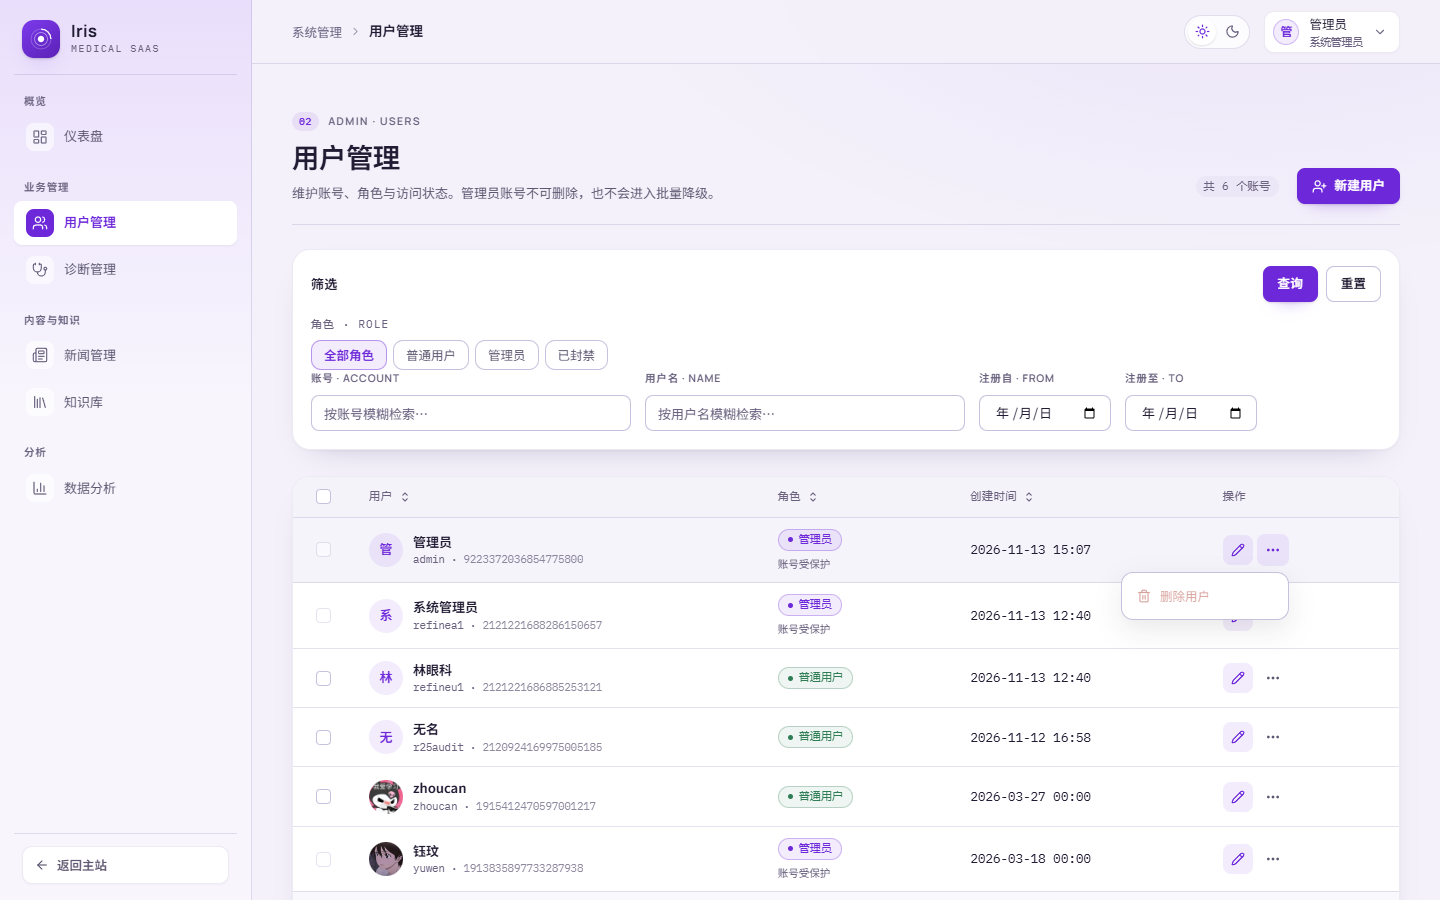 Iris
MEDICAL SAAS
概览
仪表盘
业务管理
用户管理
诊断管理
内容与知识
新闻管理
知识库
分析
数据分析
返回主站
系统管理 > 用户管理
管
管理员
系统管理员
02 ADMIN · USERS
用户管理
维护账号、角色与访问状态。管理员账号不可删除，也不会进入批量降级。
共 6 个账号
新建用户
筛选
查询
重置
角色 · ROLE
全部角色
普通用户
管理员
已封禁
账号 · ACCOUNT
用户名 · NAME
注册自 · FROM
注册至 · TO
按账号模糊检索…
按用户名模糊检索…
年 /月/日
年 /月/日
用户
角色
创建时间
操作
管
管理员
admin · 9223372036854775800
管理员
账号受保护
2026-11-13 15:07
删除用户
系
系统管理员
refinea1 · 2121221688286150657
管理员
账号受保护
2026-11-13 12:40
林
林眼科
refineu1 · 2121221686885253121
普通用户
2026-11-13 12:40
无
无名
r25audit · 2120924169975005185
普通用户
2026-11-12 16:58
zhoucan
zhoucan · 1915412470597001217
普通用户
2026-03-27 00:00
钰玟
yuwen · 1913835897733287938
管理员
账号受保护
2026-03-18 00:00